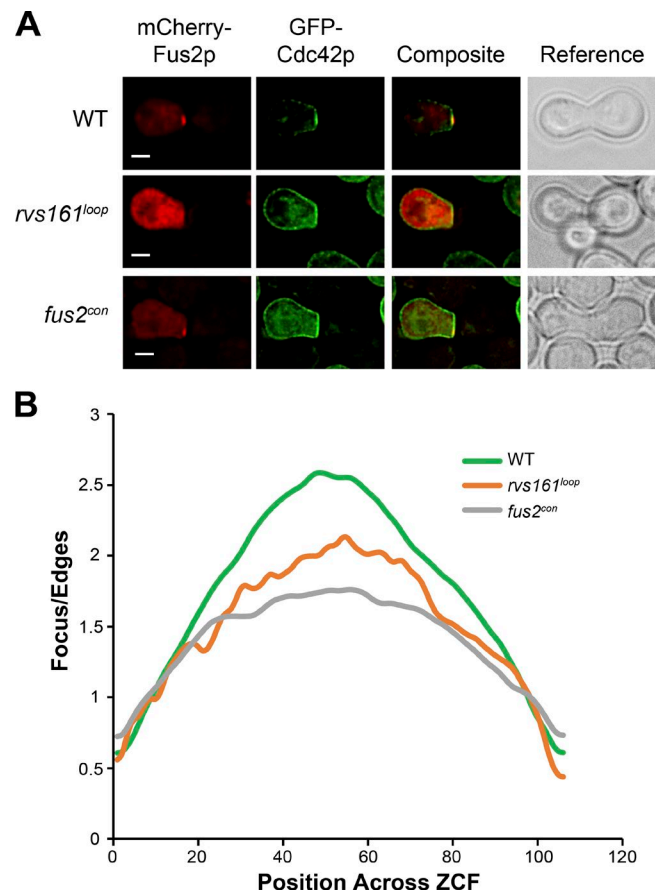 A
mCherry-
Fus2p
GFP-
Cdc42p
Composite
Reference
WT
rvs161loop
fus2con
B
3
2.5
2
1.5
1
0.5
0
Focus/Edges
WT
rvs161loop
fus2con
0 20 40 60 80 100 120
Position Across ZCF